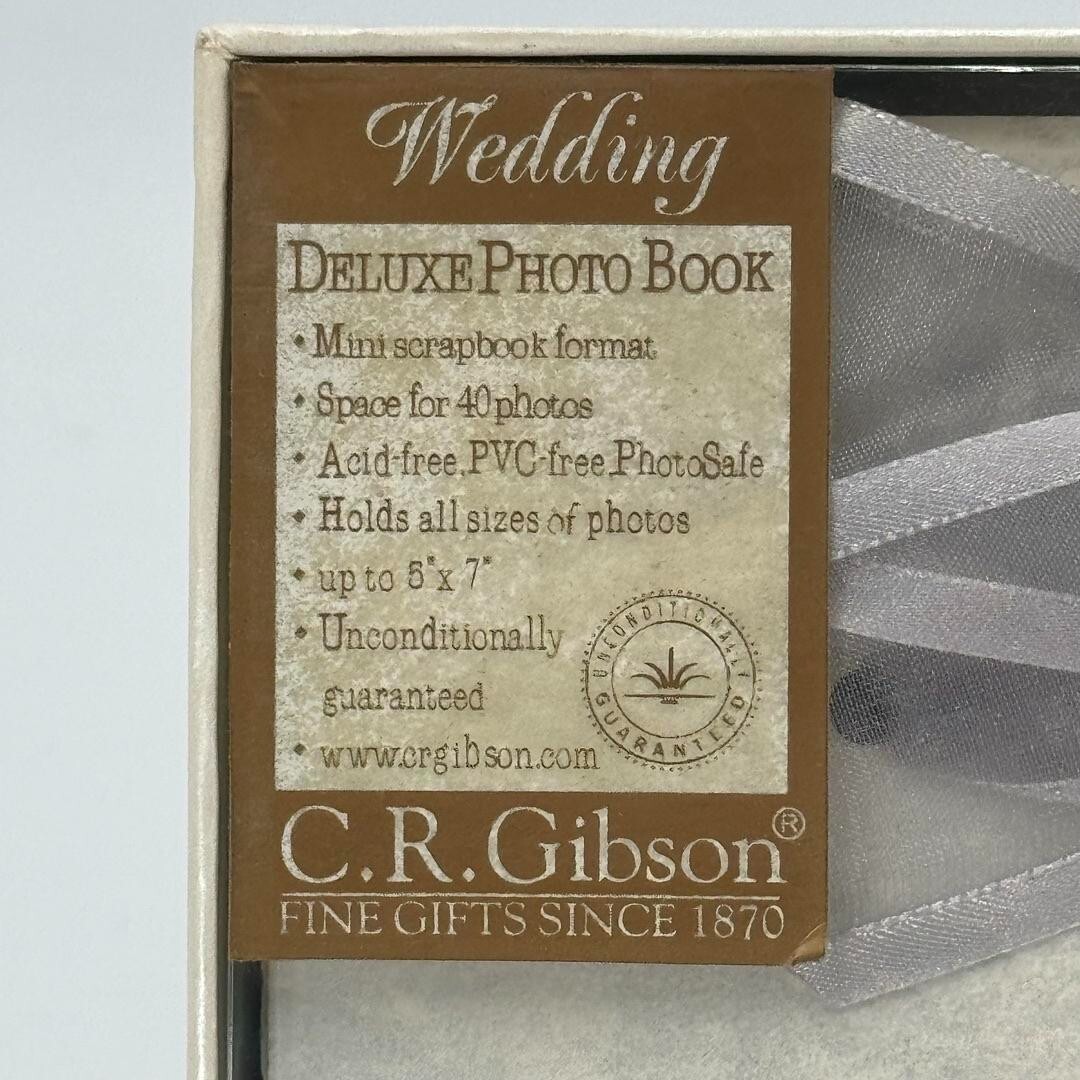 Wedding
DELUXE PHOTO BOOK
• Mini scrapbook format
• Space for 40 photos
• Acid-free, PVC-free PhotoSafe
• Holds all sizes of photos
• up to 5"x 7"
• Unconditionally
guaranteed
UNCONDITIONALLY
GUARANTEED
• www.crgibson.com
C.R. Gibson®
FINE GIFTS SINCE 1870